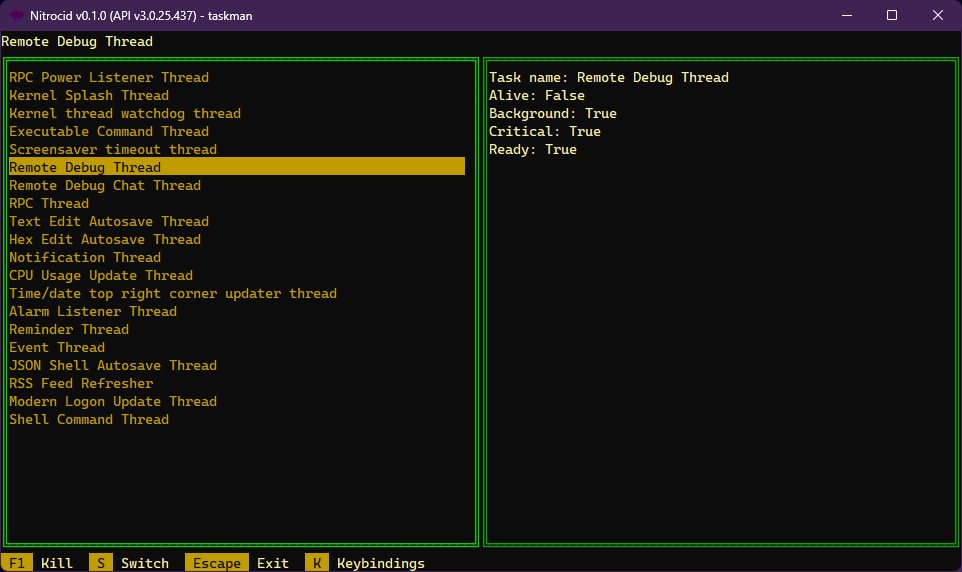 Nitrocid v0.1.0 (API v3.0.25.437) - taskman
Remote Debug Thread
RPC Power Listener Thread
Kernel Splash Thread
Kernel thread watchdog thread
Executable Command Thread
Screensaver timeout thread
Remote Debug Thread
Remote Debug Chat Thread
RPC Thread
Text Edit Autosave Thread
Hex Edit Autosave Thread
Notification Thread
CPU Usage Update Thread
Time/date top right corner updater thread
Alarm Listener Thread
Reminder Thread
Event Thread
JSON Shell Autosave Thread
RSS Feed Refresher
Modern Logon Update Thread
Shell Command Thread
Task name: Remote Debug Thread
Alive: False
Background: True
Critical: True
Ready: True
F1 Kill S Switch Escape Exit K Keybindings